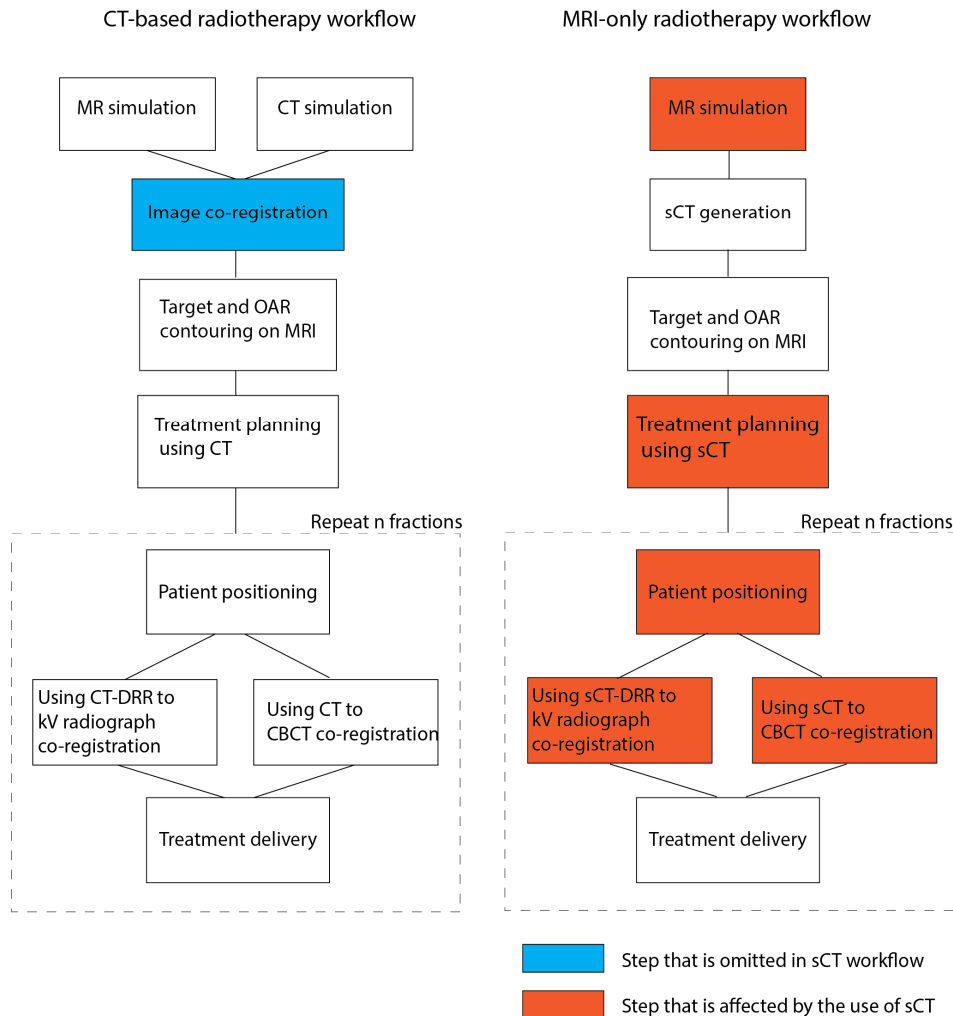 CT-based radiotherapy workflow
MR simulation
CT simulation
Image co-registration
Target and OAR
contouring on MRI
Treatment planning
using CT
Repeat n fractions
Patient positioning
Using CT-DRR to
kV radiograph
co-registration
Using CT to
CBCT co-registration
Treatment delivery
MRI-only radiotherapy workflow
MR simulation
sCT generation
Target and OAR
contouring on MRI
Treatment planning
using sCT
Repeat n fractions
Patient positioning
Using sCT-DRR to
kV radiograph
co-registration
Using sCT to
CBCT co-registration
Treatment delivery
Step that is omitted in sCT workflow
Step that is affected by the use of sCT